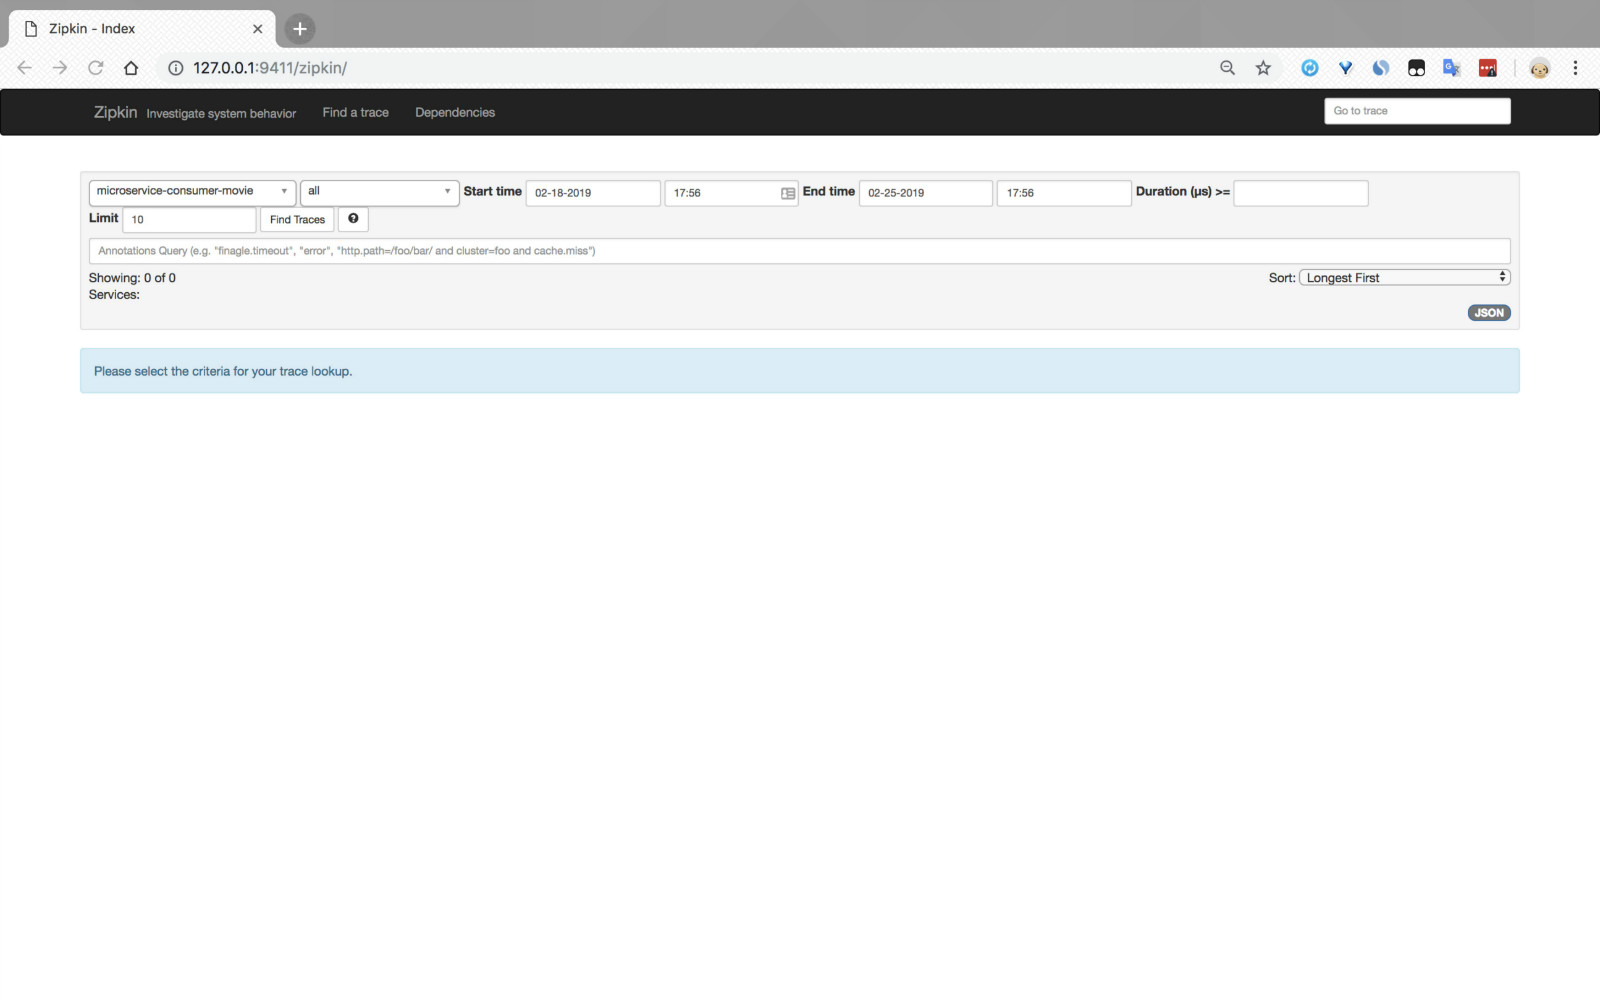 Zipkin - Index
127.0.0.1:9411/zipkin/
Zipkin Investigate system behavior Find a trace Dependencies Go to trace
microservice-consumer-movie all Start time 02-18-2019 17:56 End time 02-25-2019 17:56 Duration (μs) >=
Limit 10 Find Traces
Annotations Query (e.g. "finagle.timeout", "error", "http.path=/foo/bar/ and cluster=foo and cache.miss")
Showing: 0 of 0 Sort: Longest First
Services:
JSON
Please select the criteria for your trace lookup.